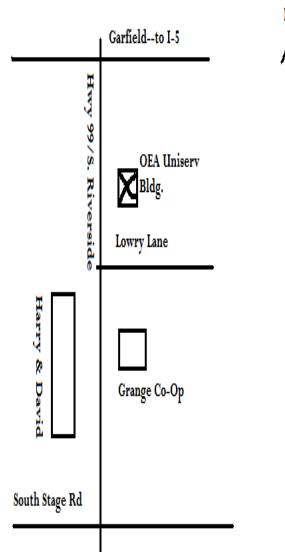 Garfield--to I-5
Hwy 99/S. Riverside
OEA Uniserv
Bldg.
Lowry Lane
Harry & David
Grange Co-Op
South Stage Rd